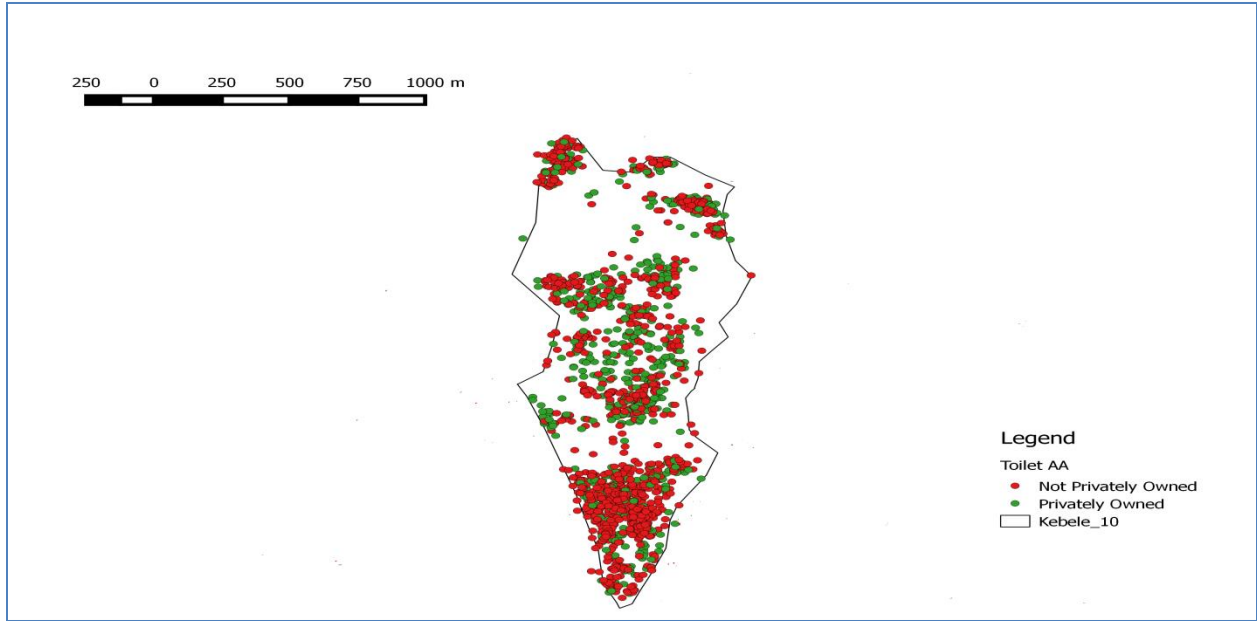 250 0 250 500 750 1000 m
Legend
Toilet AA
Not Privately Owned
Privately Owned
Kebele_10